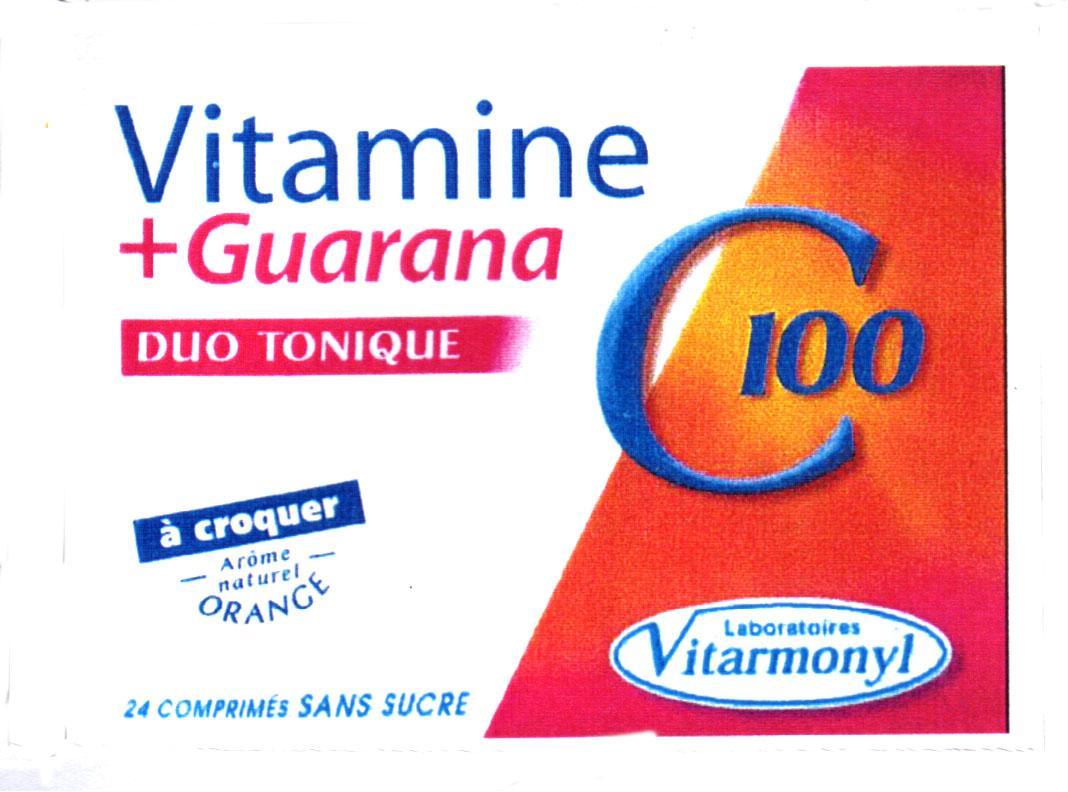 Vitamine
+Guarana
DUO TONIQUE
C100
à croquer
Arôme
naturel
ORANGE
24 COMPRIMÉS SANS SUCRE
Laboratoires
Vitarmonyl